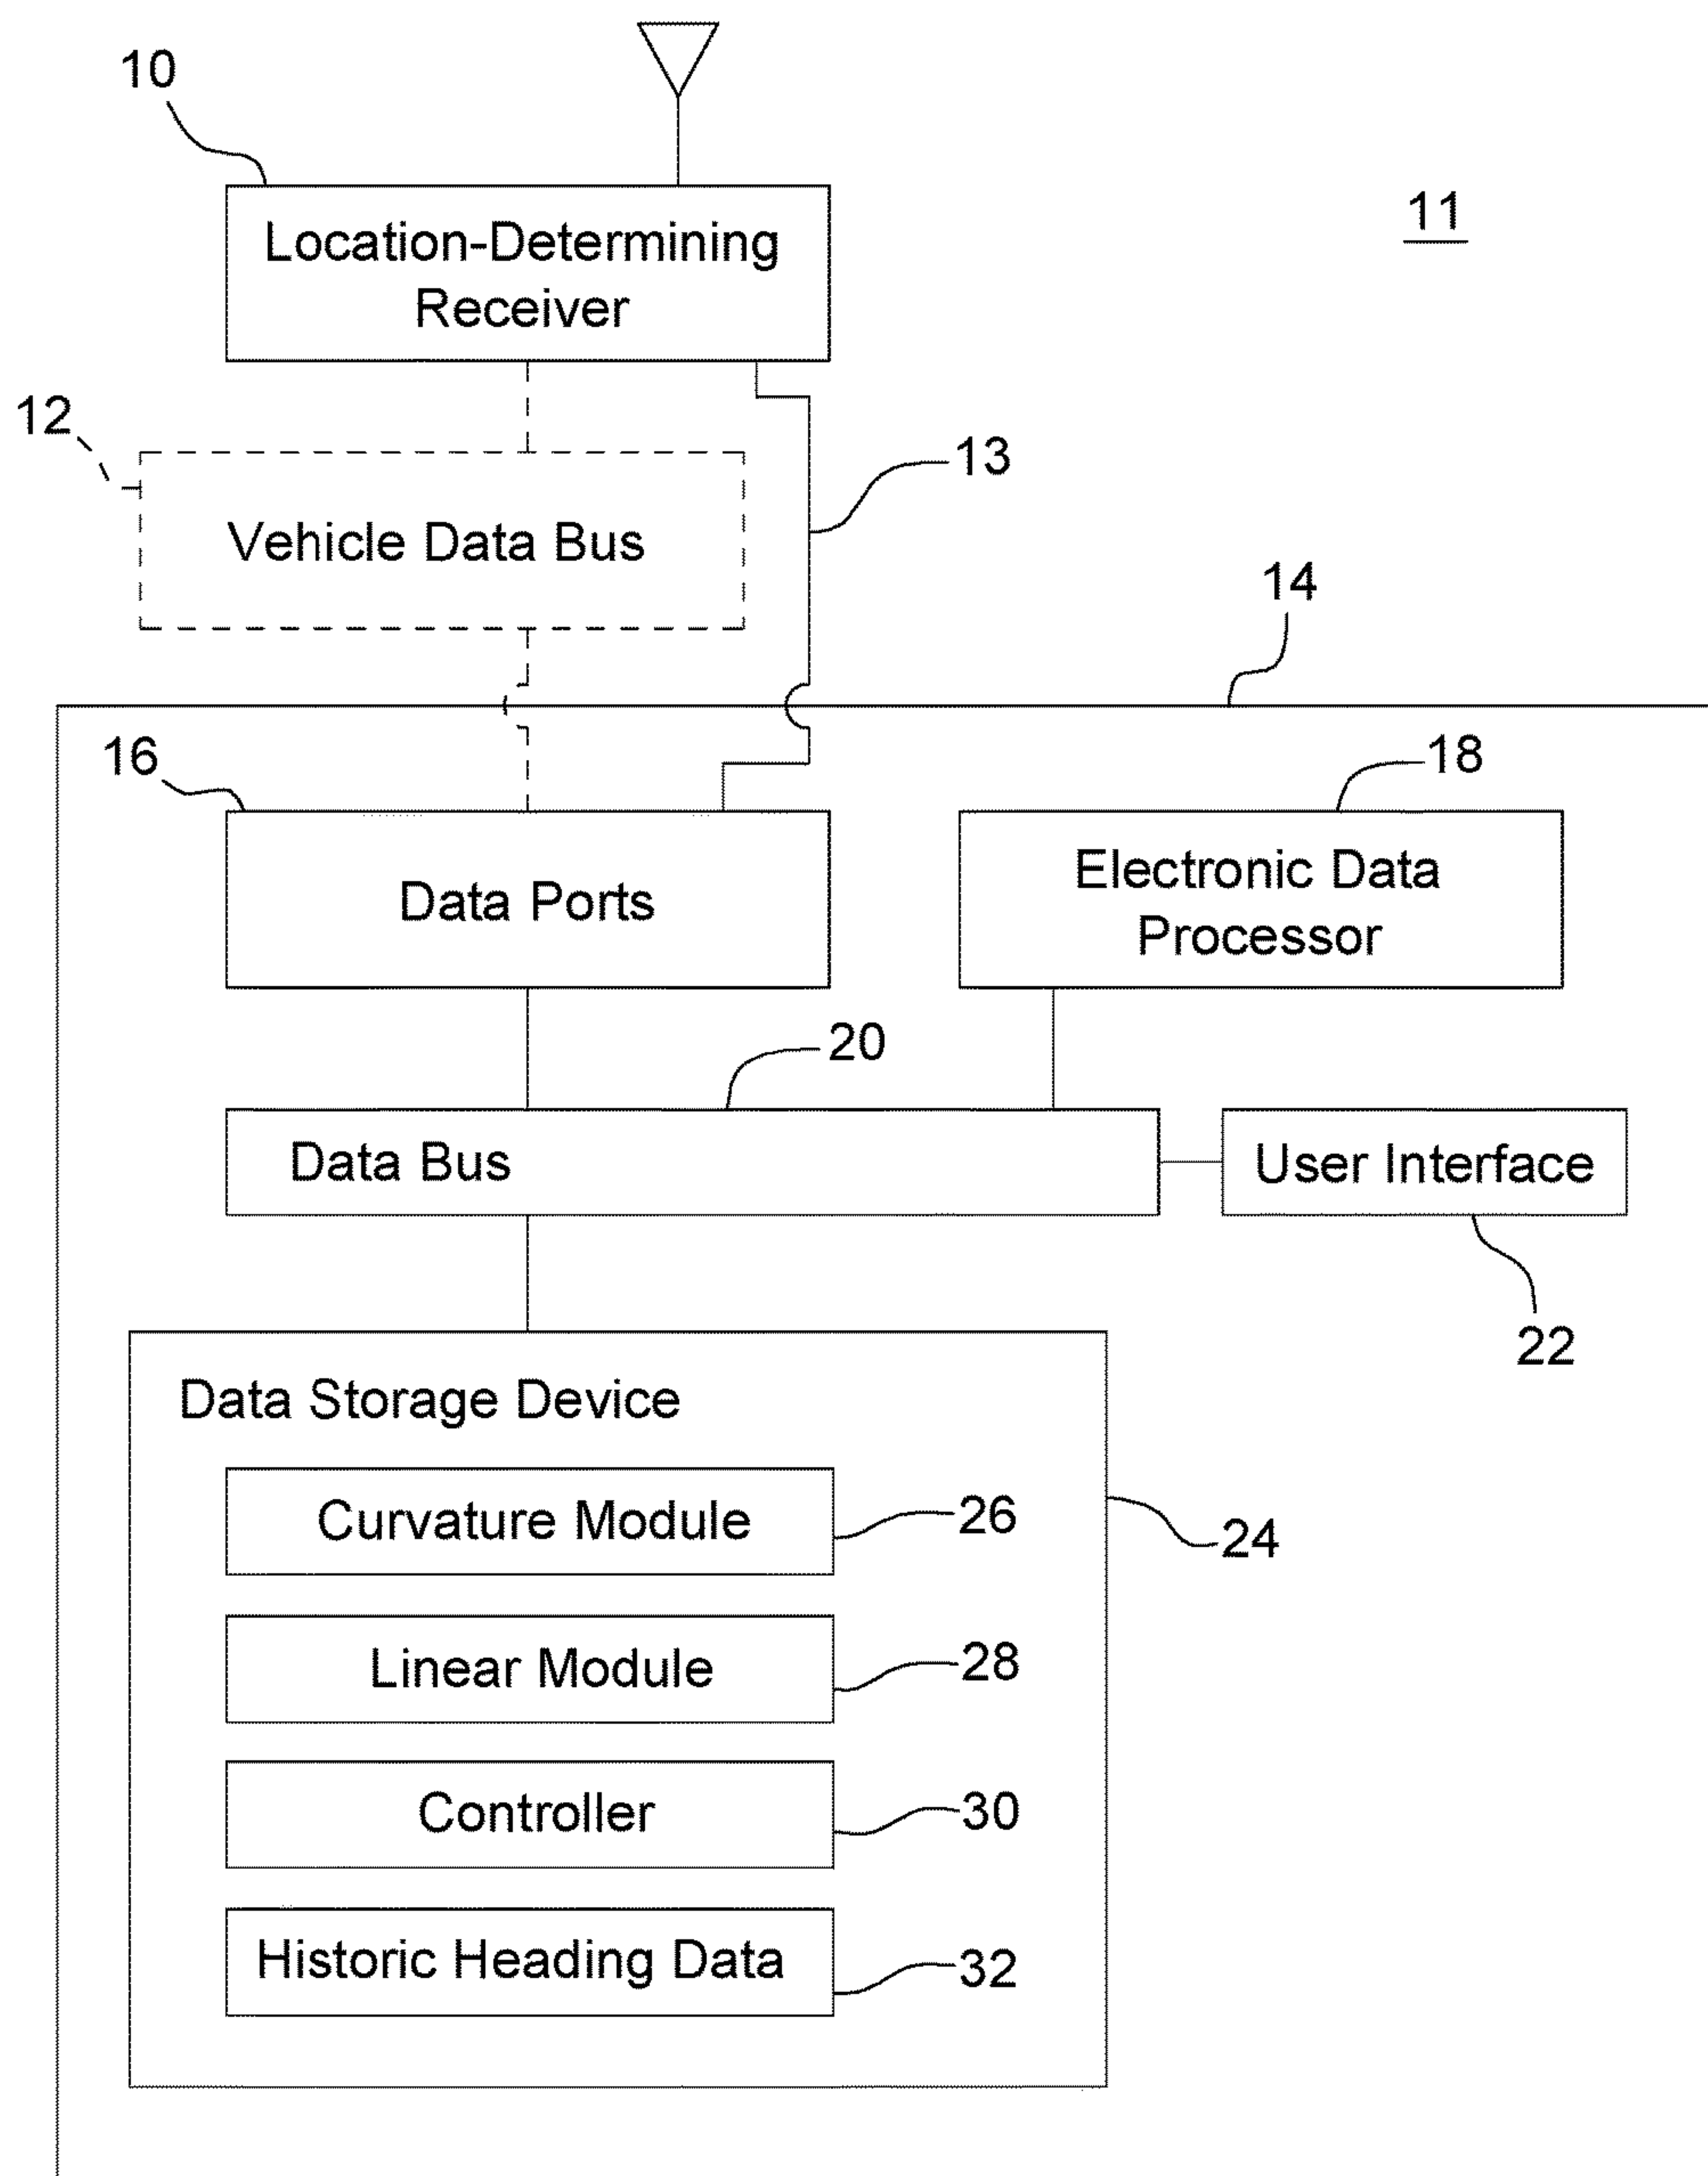 10
11
Location-Determining
Receiver
12
13
Vehicle Data Bus
14
16
18
Data Ports
Electronic Data
Processor
20
Data Bus
User Interface
22
Data Storage Device
Curvature Module
26
24
Linear Module
28
Controller
30
Historic Heading Data
32